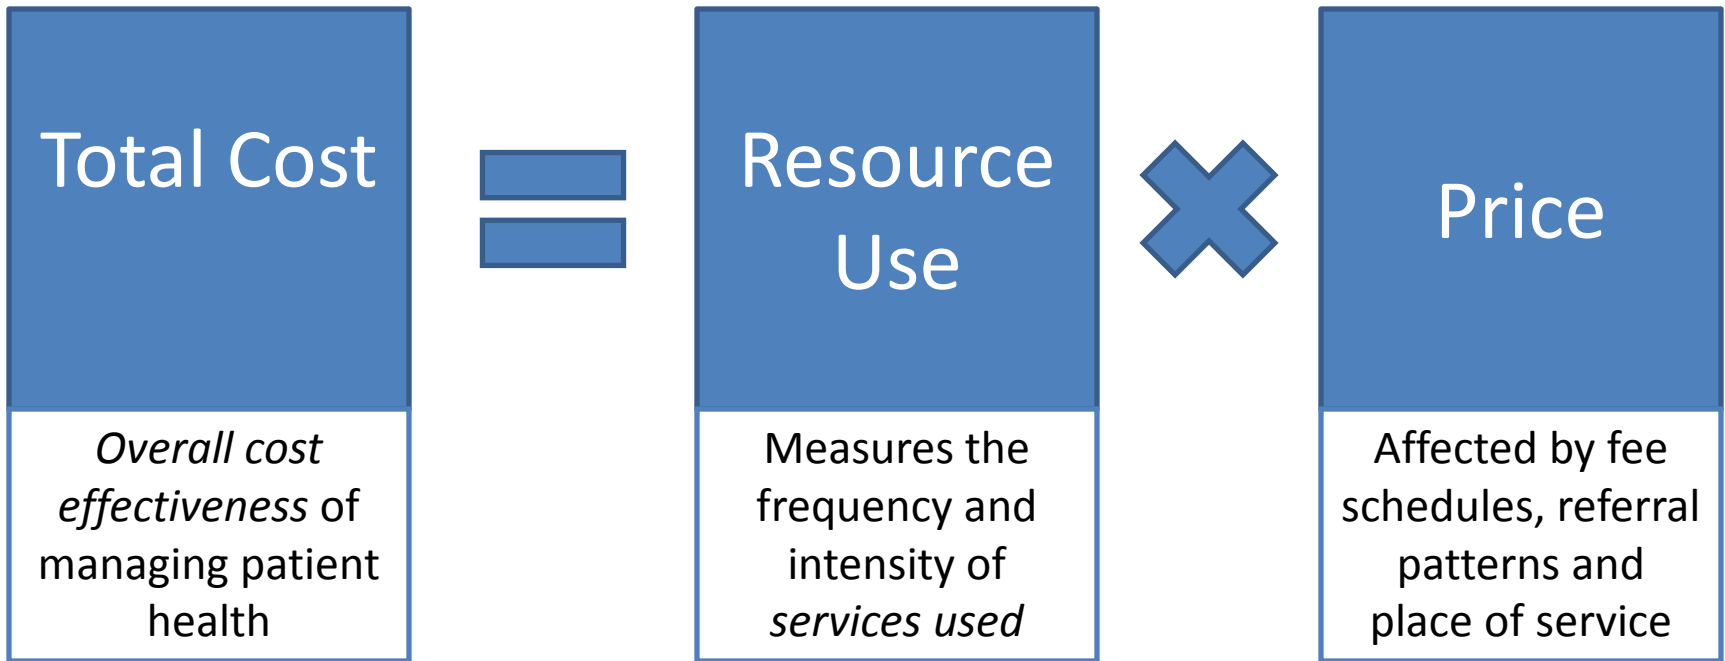 Total Cost
Overall cost
effectiveness of
managing patient
health
Resource
Use
Measures the
frequency and
intensity of
services used
Price
Affected by fee
schedules, referral
patterns and
place of service